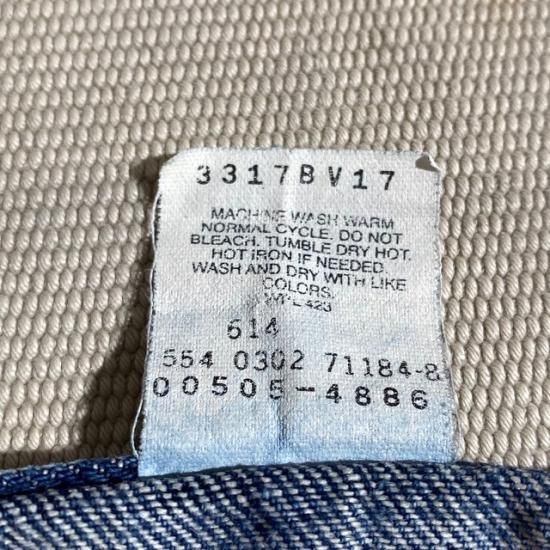 3317BV17
MACHINE WASH WARM
NORMAL CYCLE. DO NOT
BLEACH. TUMBLE DRY HOT.
HOT IRON IF NEEDED.
WASH AND DRY WITH LIKE
COLORS.
WPL 423
614
554 0302 71184-8
00505-4886